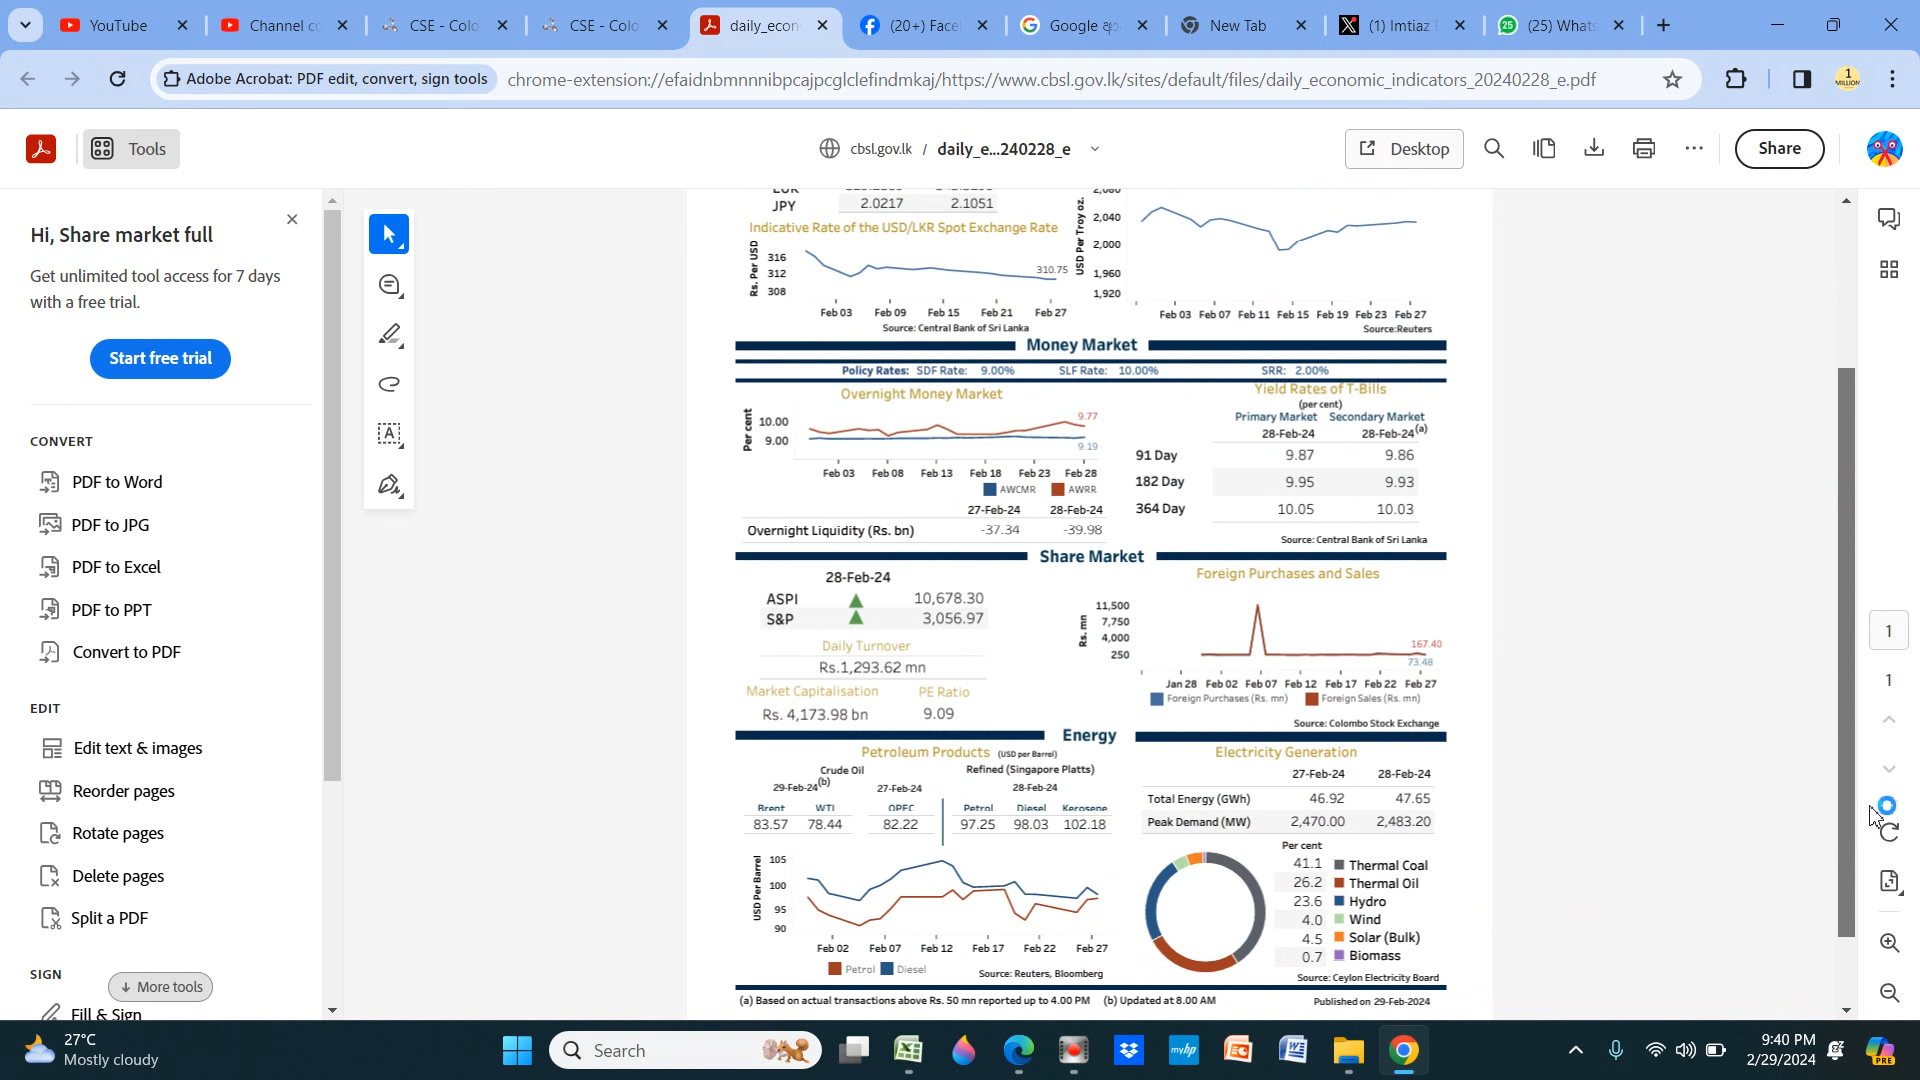 YouTube
Channel co
CSE - Colo
CSE - Colo
daily_econ
(20+) Face
Google
New Tab
(1) Imtiaz
(25) Whats
Adobe Acrobat: PDF edit, convert, sign tools
chrome-extension://efaidnbmnnnibpcajpcglclefindmkaj/https://www.cbsl.gov.lk/sites/default/files/daily_economic_indicators_20240228_e.pdf
1
MILLION
Tools
cbsl.gov.lk / daily_e...240228_e
Desktop
Share
Hi, Share market full
Get unlimited tool access for 7 days
with a free trial.
Start free trial
CONVERT
PDF to Word
PDF to JPG
PDF to Excel
PDF to PPT
Convert to PDF
EDIT
Edit text & images
Reorder pages
Rotate pages
Delete pages
Split a PDF
SIGN
More tools
Fill & Sign
JPY 2.0217 2.1051
Indicative Rate of the USD/LKR Spot Exchange Rate
Rs. Per USD
316
312
308
310.75
Feb 03 Feb 09 Feb 15 Feb 21 Feb 27
Source: Central Bank of Sri Lanka
USD Per Troy oz.
2,080
2,040
2,000
1,960
1,920
Feb 03 Feb 07 Feb 11 Feb 15 Feb 19 Feb 23 Feb 27
Source:Reuters
Money Market
Policy Rates: SDF Rate: 9.00% SLF Rate: 10.00% SRR: 2.00%
Overnight Money Market
Per cent
10.00
9.00
9.77
9.19
Feb 03 Feb 08 Feb 13 Feb 18 Feb 23 Feb 28
AWCMR AWRR
27-Feb-24 28-Feb-24
Overnight Liquidity (Rs. bn) -37.34 -39.98
Yield Rates of T-Bills
(per cent)
Primary Market Secondary Market
28-Feb-24 28-Feb-24(a)
91 Day 9.87 9.86
182 Day 9.95 9.93
364 Day 10.05 10.03
Source: Central Bank of Sri Lanka
Share Market
28-Feb-24
ASPI 10,678.30
S&P 3,056.97
Daily Turnover
Rs.1,293.62 mn
Market Capitalisation PE Ratio
Rs. 4,173.98 bn 9.09
Foreign Purchases and Sales
Rs. mn
11,500
7,750
4,000
250
167.40
73.48
Jan 28 Feb 02 Feb 07 Feb 12 Feb 17 Feb 22 Feb 27
Foreign Purchases (Rs. mn) Foreign Sales (Rs. mn)
Source: Colombo Stock Exchange
Energy
Petroleum Products (USD per Barrel)
Crude Oil Refined (Singapore Platts)
29-Feb-24(b) 27-Feb-24 28-Feb-24
Brent WTI OPEC Petrol Diesel Kerosene
83.57 78.44 82.22 97.25 98.03 102.18
USD Per Barrel
105
100
95
90
Feb 02 Feb 07 Feb 12 Feb 17 Feb 22 Feb 27
Petrol Diesel
Source: Reuters, Bloomberg
Electricity Generation
27-Feb-24 28-Feb-24
Total Energy (GWh) 46.92 47.65
Peak Demand (MW) 2,470.00 2,483.20
Per cent
41.1 Thermal Coal
26.2 Thermal Oil
23.6 Hydro
4.0 Wind
4.5 Solar (Bulk)
0.7 Biomass
Source: Ceylon Electricity Board
(a) Based on actual transactions above Rs. 50 mn reported up to 4.00 PM (b) Updated at 8.00 AM
Published on 29-Feb-2024
1
1
27°C
Mostly cloudy
Search
myhp
9:40 PM
2/29/2024
PRE